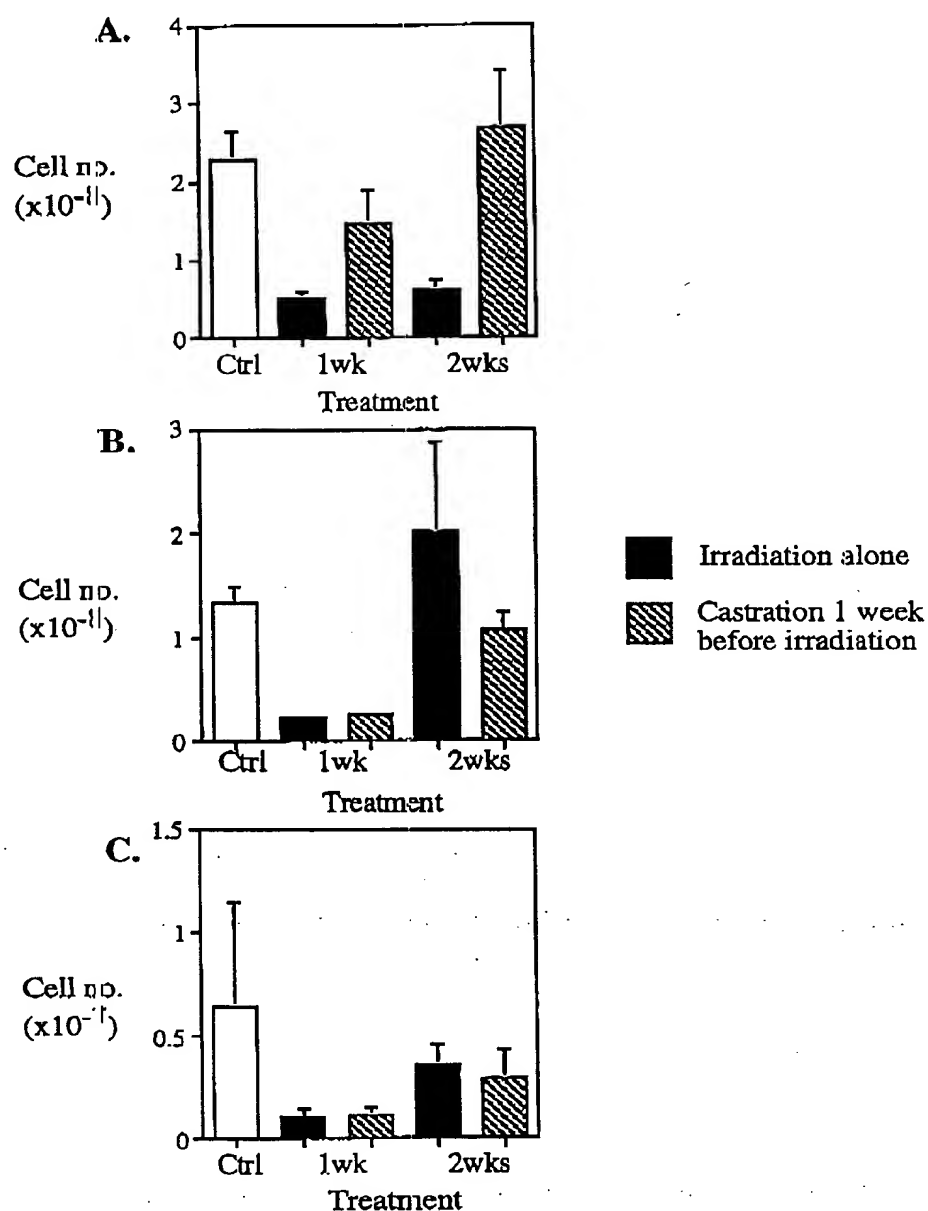 A.
4
3
2
1
0
Cell no.
Ctrl 1wk 2wks
Treatment
B.
3
2
1
0
Cell no.
Ctrl 1wk 2wks
Treatment
Irradiation alone
Castration 1 week
before irradiation
C.
1.5
1
0.5
0
Cell no.
Ctrl 1wk 2wks
Treatment